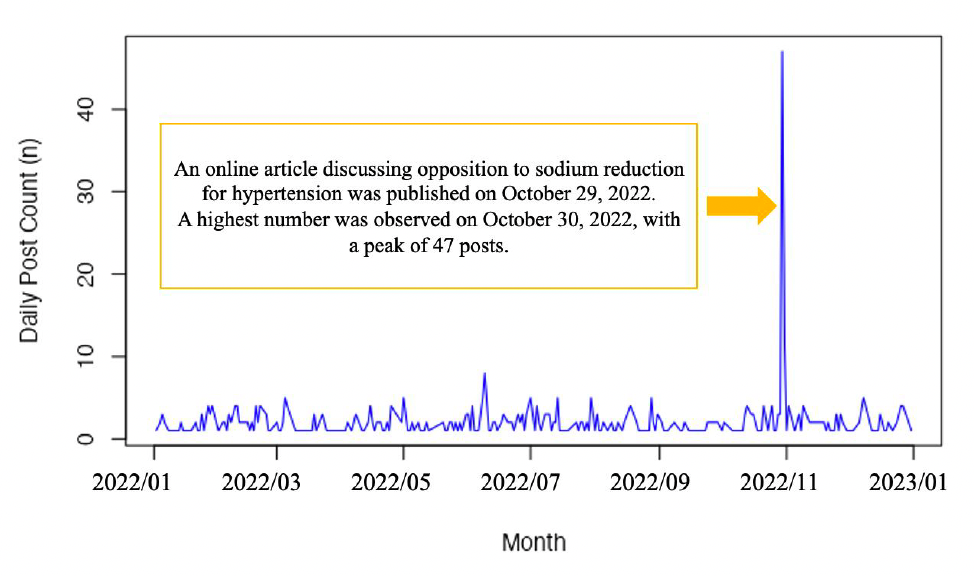 40
30
20
10
0
Daily Post Count (n)
An online article discussing opposition to sodium reduction
for hypertension was published on October 29, 2022.
A highest number was observed on October 30, 2022, with
a peak of 47 posts.
2022/01 2022/03 2022/05 2022/07 2022/09 2022/11 2023/01
Month